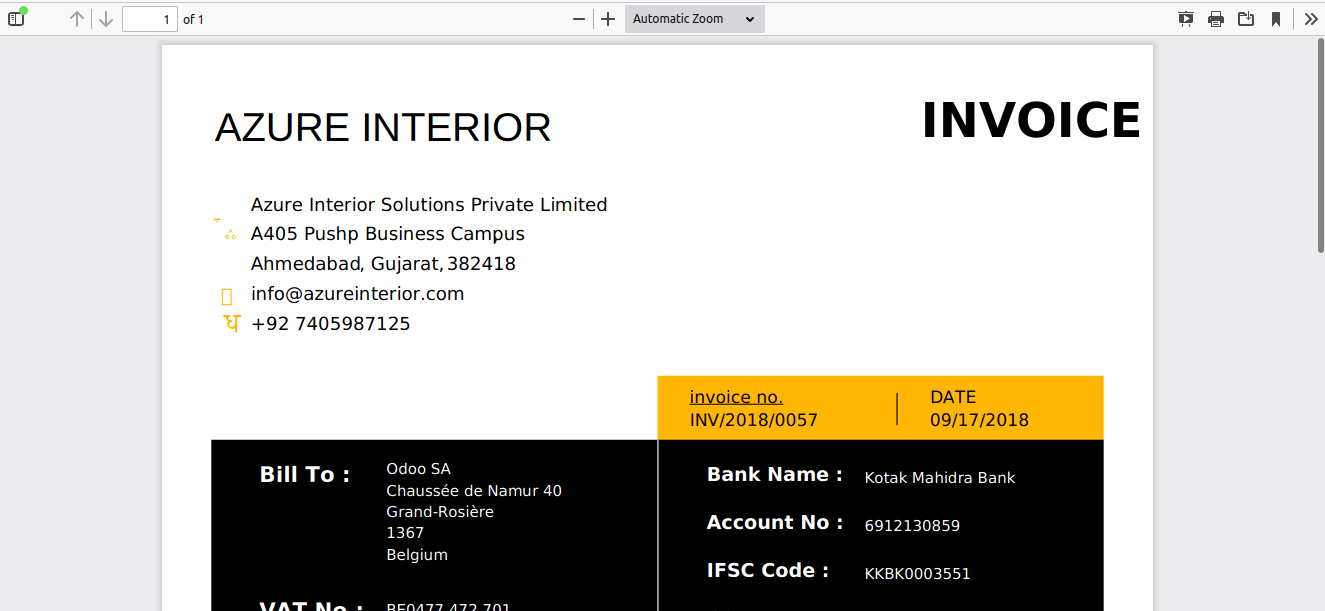 1 of 1
Automatic Zoom
AZURE INTERIOR
INVOICE
Azure Interior Solutions Private Limited
A405 Pushp Business Campus
Ahmedabad, Gujarat, 382418
info@azureinterior.com
ध +92 7405987125
invoice no.
INV/2018/0057
DATE
09/17/2018
Bill To :
Odoo SA
Chaussée de Namur 40
Grand-Rosière
1367
Belgium
Bank Name : Kotak Mahidra Bank
Account No : 6912130859
IFSC Code : KKBK0003551
VAT No : BE0477 472 701